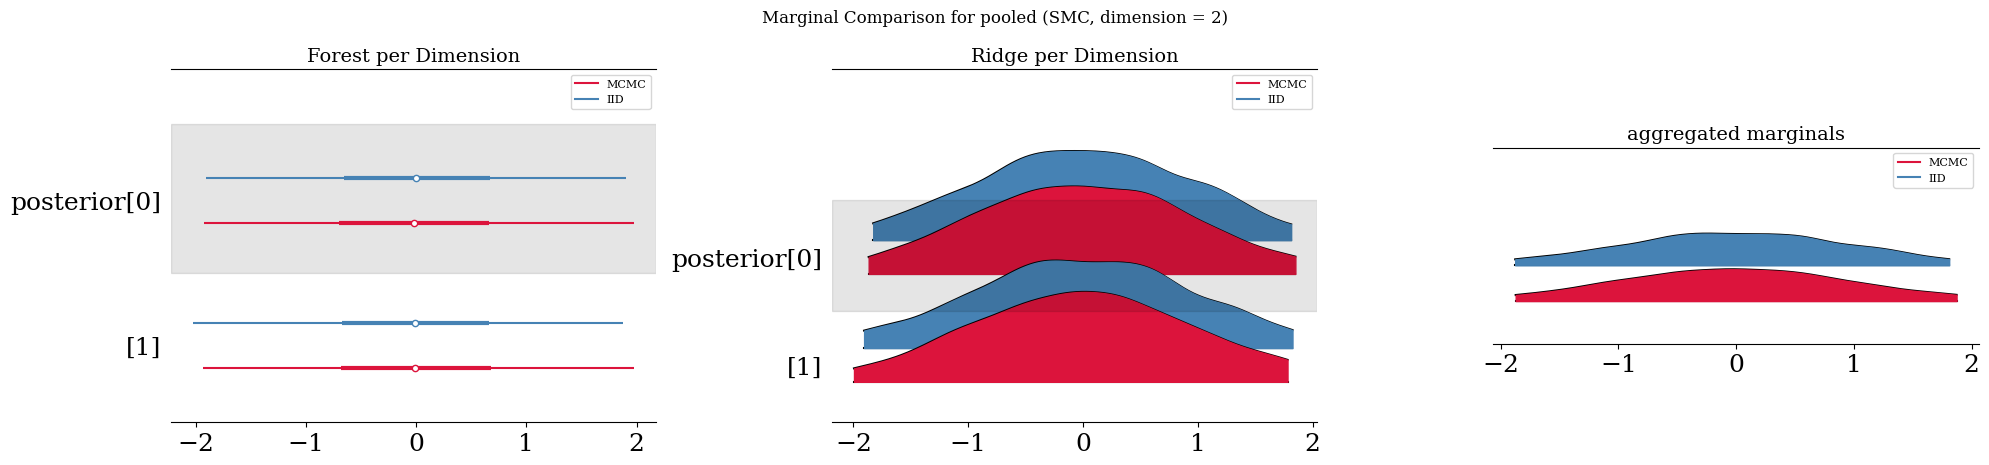 Marginal Comparison for pooled (SMC, dimension = 2)
Forest per Dimension
MCMC
IID
posterior[0]
[1]
−2 −1 0 1 2
Ridge per Dimension
MCMC
IID
posterior[0]
[1]
−2 −1 0 1 2
aggregated marginals
MCMC
IID
−2 −1 0 1 2